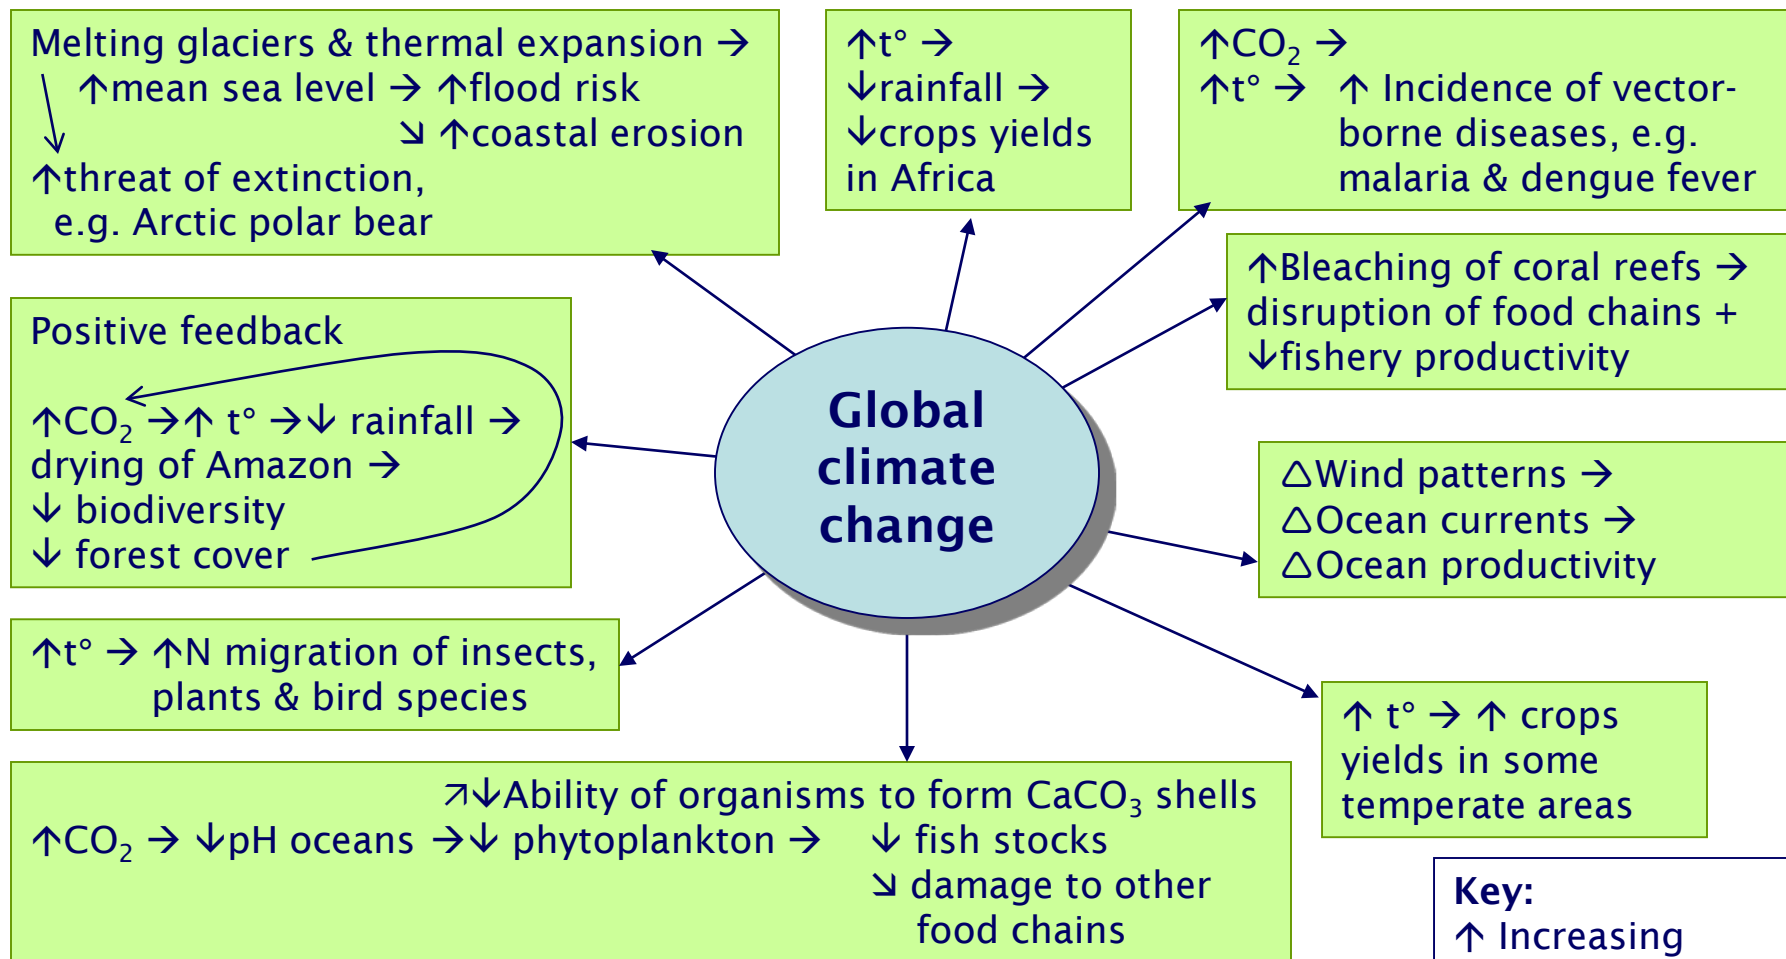 Melting glaciers & thermal expansion →
↑mean sea level → ↑flood risk
↘ ↑coastal erosion
↑threat of extinction,
e.g. Arctic polar bear
↑t° →
↓rainfall →
↓crops yields
in Africa
↑CO₂ →
↑t° → ↑ Incidence of vector-
borne diseases, e.g.
malaria & dengue fever
↑Bleaching of coral reefs →
disruption of food chains +
↓fishery productivity
Positive feedback
↑CO₂ →↑ t° →↓ rainfall →
drying of Amazon →
↓ biodiversity
↓ forest cover
Global
climate
change
△Wind patterns →
△Ocean currents →
△Ocean productivity
↑t° → ↑N migration of insects,
plants & bird species
↑ t° → ↑ crops
yields in some
temperate areas
↗↓Ability of organisms to form CaCO₃ shells
↑CO₂ → ↓pH oceans →↓ phytoplankton → ↓ fish stocks
↘ damage to other
food chains
Key:
↑ Increasing